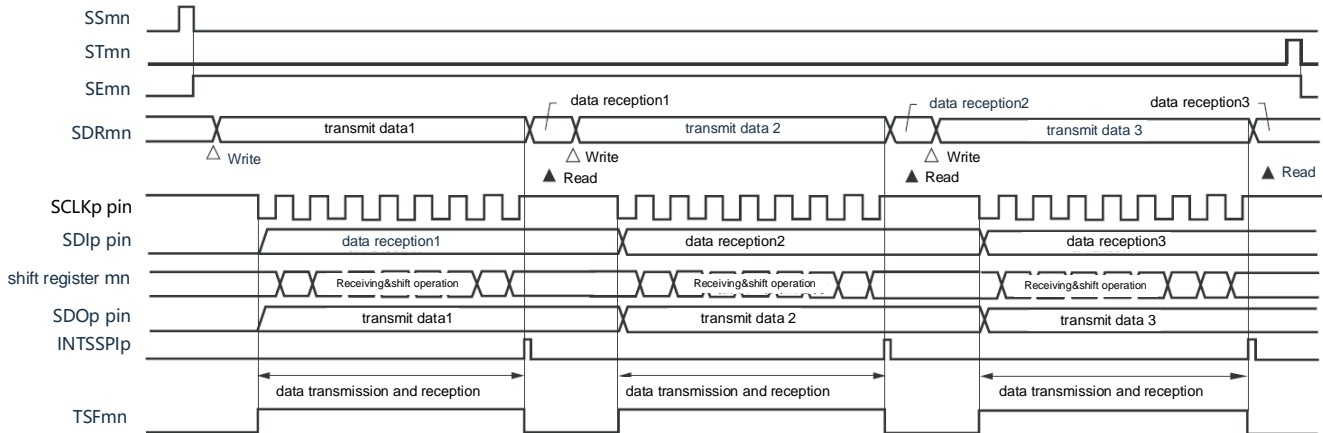 SSmn
STmn
SEmn
data reception1
data reception2
data reception3
SDRmn
transmit data1
transmit data 2
transmit data 3
Write
Write
Write
Read
Read
Read
SCLKp pin
SDIp pin
data reception1
data reception2
data reception3
shift register mn
Receiving&shift operation
Receiving&shift operation
Receiving&shift operation
SDOp pin
transmit data1
transmit data 2
transmit data 3
INTSSPIp
data transmission and reception
data transmission and reception
data transmission and reception
TSFmn